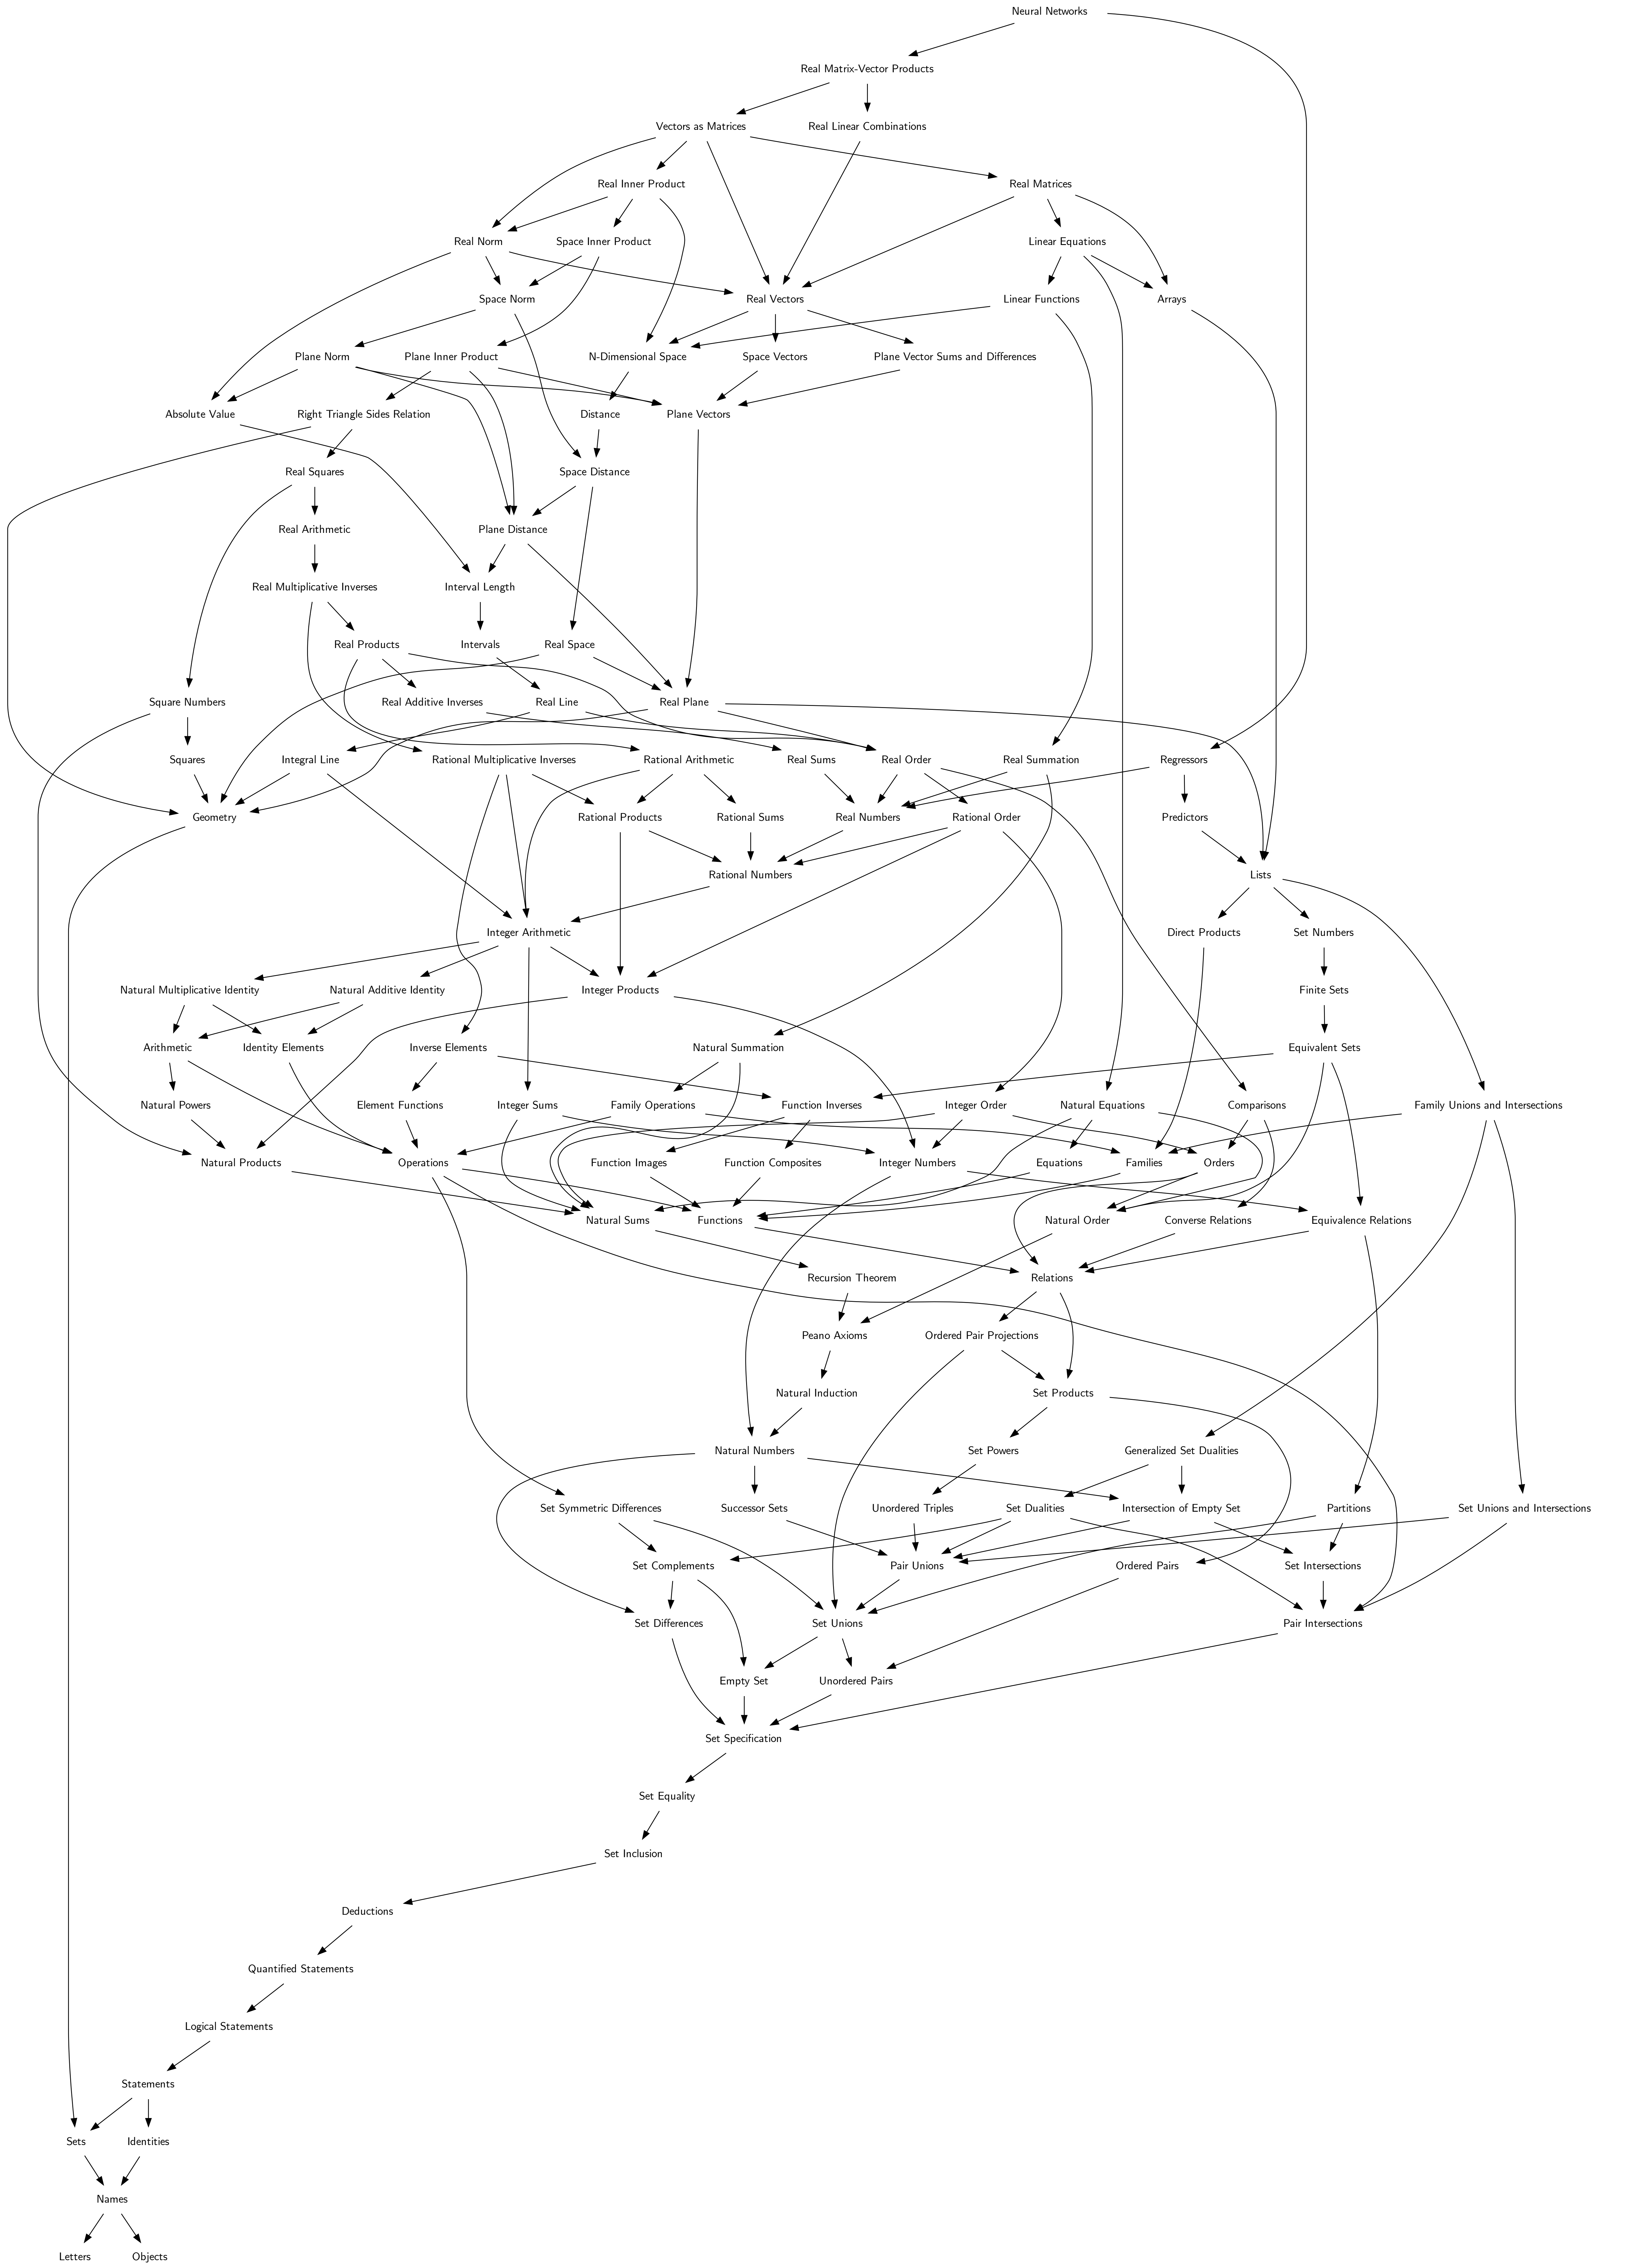 Neural Networks
Real Matrix-Vector Products
Vectors as Matrices
Real Linear Combinations
Real Inner Product
Real Matrices
Real Norm
Space Inner Product
Linear Equations
Space Norm
Real Vectors
Linear Functions
Arrays
Plane Norm
Plane Inner Product
N-Dimensional Space
Space Vectors
Plane Vector Sums and Differences
Absolute Value
Right Triangle Sides Relation
Distance
Plane Vectors
Real Squares
Space Distance
Real Arithmetic
Plane Distance
Real Multiplicative Inverses
Interval Length
Real Products
Intervals
Real Space
Square Numbers
Real Additive Inverses
Real Line
Real Plane
Squares
Integral Line
Rational Multiplicative Inverses
Rational Arithmetic
Real Sums
Real Order
Real Summation
Regressors
Geometry
Rational Products
Rational Sums
Real Numbers
Rational Order
Predictors
Rational Numbers
Lists
Integer Arithmetic
Direct Products
Set Numbers
Natural Multiplicative Identity
Natural Additive Identity
Integer Products
Finite Sets
Arithmetic
Identity Elements
Inverse Elements
Natural Summation
Equivalent Sets
Natural Powers
Element Functions
Integer Sums
Family Operations
Function Inverses
Integer Order
Natural Equations
Comparisons
Family Unions and Intersections
Natural Products
Operations
Function Images
Function Composites
Integer Numbers
Equations
Families
Orders
Natural Sums
Functions
Natural Order
Converse Relations
Equivalence Relations
Recursion Theorem
Relations
Peano Axioms
Ordered Pair Projections
Natural Induction
Set Products
Natural Numbers
Set Powers
Generalized Set Dualities
Set Symmetric Differences
Successor Sets
Unordered Triples
Set Dualities
Intersection of Empty Set
Partitions
Set Unions and Intersections
Set Complements
Pair Unions
Ordered Pairs
Set Intersections
Set Differences
Set Unions
Pair Intersections
Empty Set
Unordered Pairs
Set Specification
Set Equality
Set Inclusion
Deductions
Quantified Statements
Logical Statements
Statements
Sets
Identities
Names
Letters
Objects